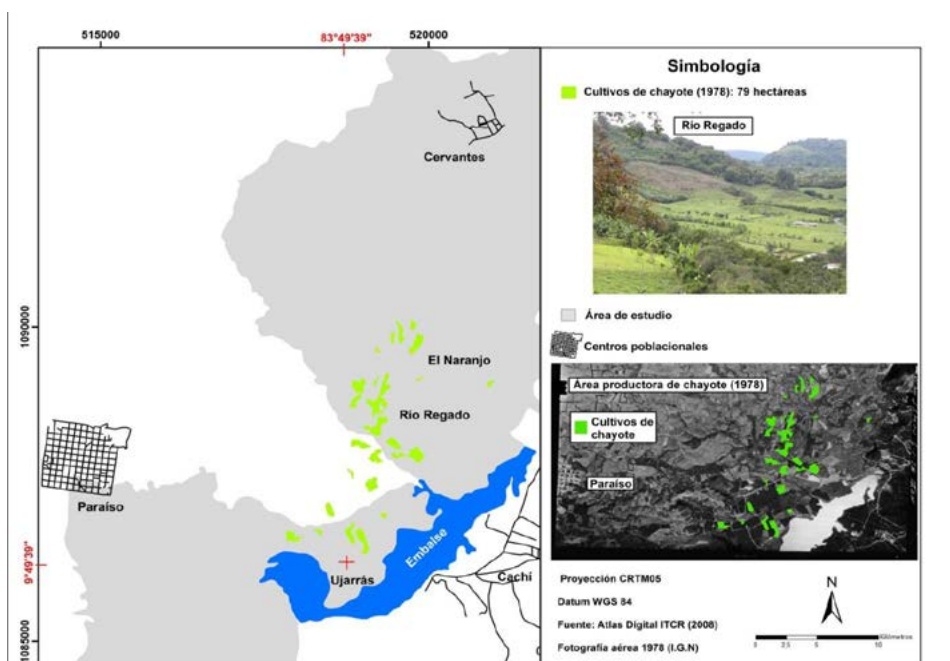 515000
83°49'39"
520000
1090000
1085000
9°49'39"
Cervantes
El Naranjo
Río Regado
Paraíso
Ujarrás
Embalse
Cachí
Simbología
Cultivos de chayote (1978): 79 hectáreas
Río Regado
Área de estudio
Centros poblacionales
Área productora de chayote (1978)
Cultivos de
chayote
Paraíso
Proyección CRTM05
Datum WGS 84
Fuente: Atlas Digital ITCR (2008)
Fotografía aérea 1978 (I.G.N)
N
0 2,5 5 10
Kilómetros